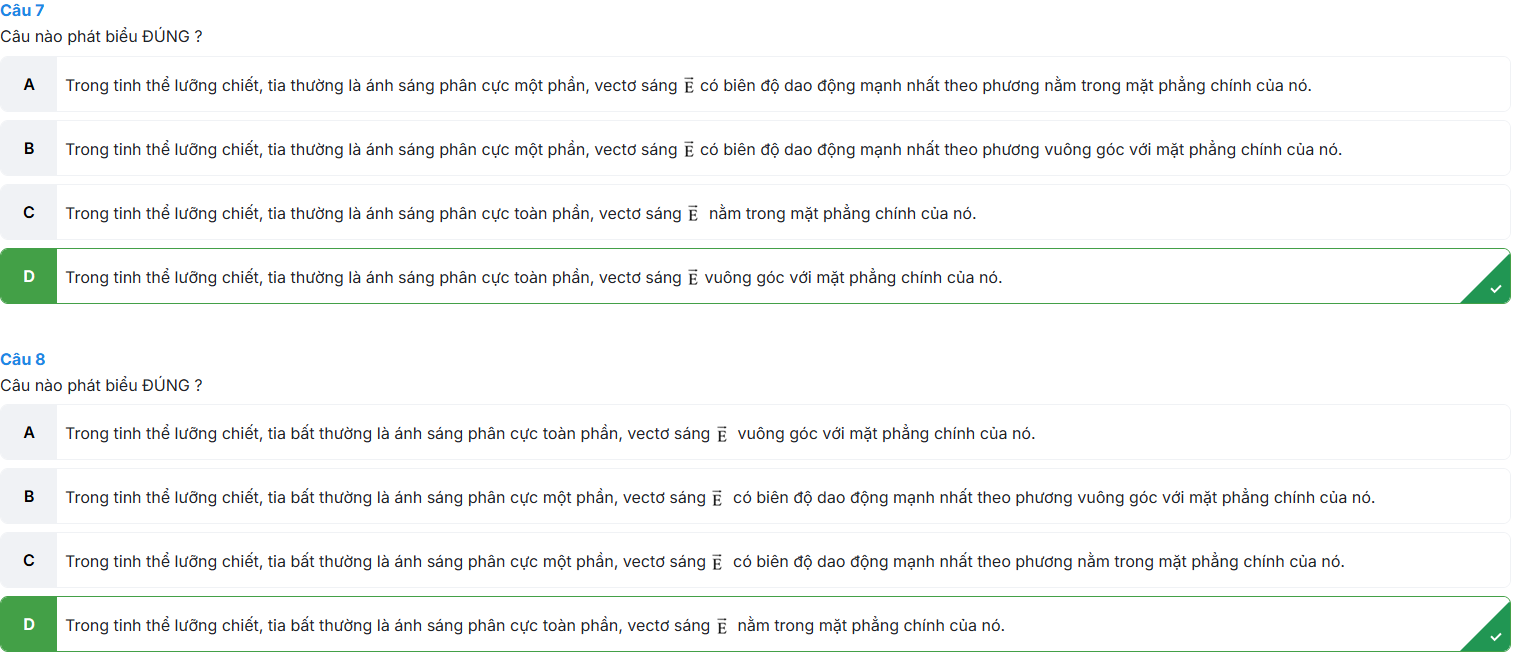 Câu 7
Câu nào phát biểu ĐÚNG ?
A Trong tinh thể lưỡng chiết, tia thường là ánh sáng phân cực một phần, vectơ sáng E⃗ có biên độ dao động mạnh nhất theo phương nằm trong mặt phẳng chính của nó.
B Trong tinh thể lưỡng chiết, tia thường là ánh sáng phân cực một phần, vectơ sáng E⃗ có biên độ dao động mạnh nhất theo phương vuông góc với mặt phẳng chính của nó.
C Trong tinh thể lưỡng chiết, tia thường là ánh sáng phân cực toàn phần, vectơ sáng E⃗ nằm trong mặt phẳng chính của nó.
D Trong tinh thể lưỡng chiết, tia thường là ánh sáng phân cực toàn phần, vectơ sáng E⃗ vuông góc với mặt phẳng chính của nó.
Câu 8
Câu nào phát biểu ĐÚNG ?
A Trong tinh thể lưỡng chiết, tia bất thường là ánh sáng phân cực toàn phần, vectơ sáng E⃗ vuông góc với mặt phẳng chính của nó.
B Trong tinh thể lưỡng chiết, tia bất thường là ánh sáng phân cực một phần, vectơ sáng E⃗ có biên độ dao động mạnh nhất theo phương vuông góc với mặt phẳng chính của nó.
C Trong tinh thể lưỡng chiết, tia bất thường là ánh sáng phân cực một phần, vectơ sáng E⃗ có biên độ dao động mạnh nhất theo phương nằm trong mặt phẳng chính của nó.
D Trong tinh thể lưỡng chiết, tia bất thường là ánh sáng phân cực toàn phần, vectơ sáng E⃗ nằm trong mặt phẳng chính của nó.